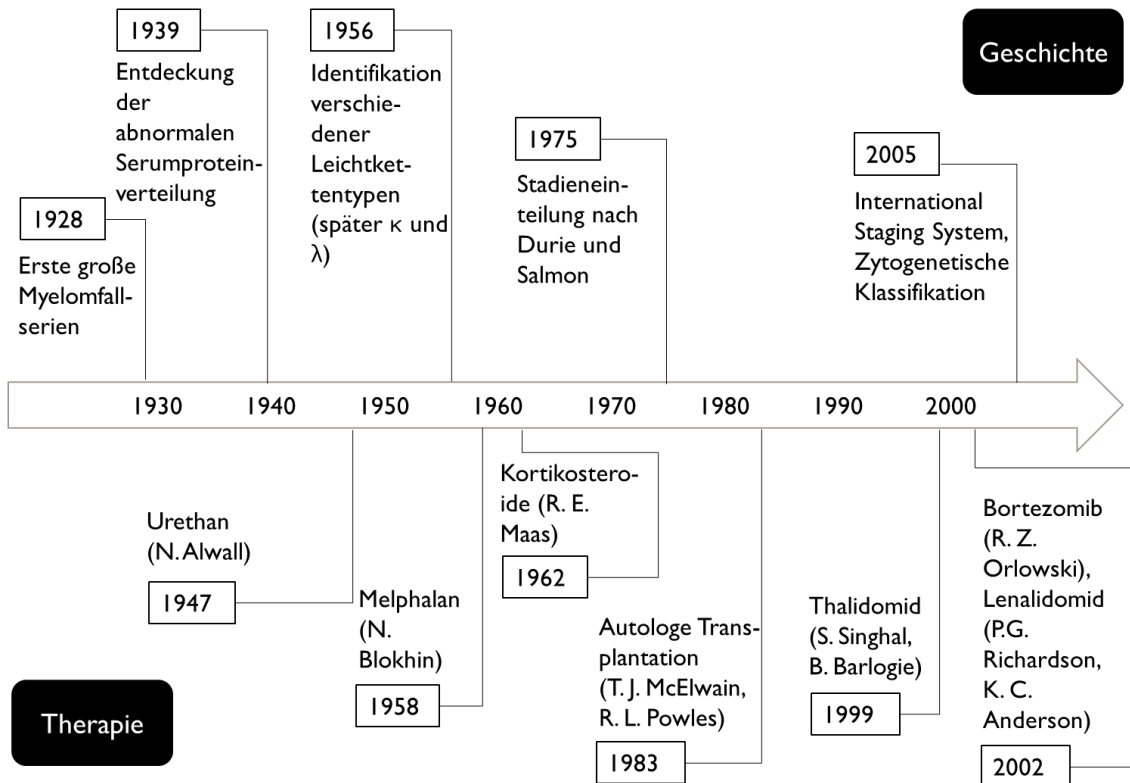 1939
Entdeckung
der
abnormalen
Serumprotein-
verteilung
1956
Identifikation
verschie-
dener
Leichtket-
tentypen
(später κ und
λ)
Geschichte
1928
Erste große
Myelomfall-
serien
1975
Stadienein-
teilung nach
Durie und
Salmon
2005
International
Staging System,
Zytogenetische
Klassifikation
1930 1940 1950 1960 1970 1980 1990 2000
Urethan
(N. Alwall)
1947
Melphalan
(N.
Blokhin)
1958
Kortikostero-
ide (R. E.
Maas)
1962
Autologe Trans-
plantation
(T. J. McElwain,
R. L. Powles)
1983
Thalidomid
(S. Singhal,
B. Barlogie)
1999
Bortezomib
(R. Z.
Orlowski),
Lenalidomid
(P.G.
Richardson,
K. C.
Anderson)
2002
Therapie